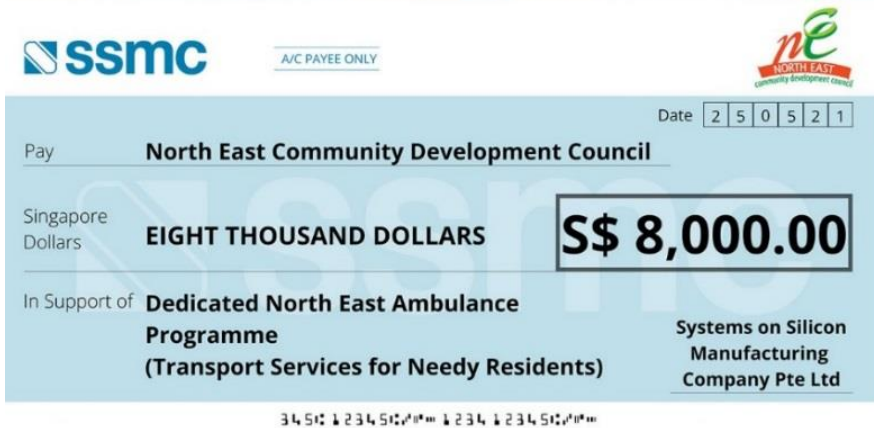 ssmc
A/C PAYEE ONLY
nE
NORTH EAST
community development council
Date 2 5 0 5 2 1
Pay North East Community Development Council
Singapore
Dollars
EIGHT THOUSAND DOLLARS
S$ 8,000.00
In Support of Dedicated North East Ambulance
Programme
(Transport Services for Needy Residents)
Systems on Silicon
Manufacturing
Company Pte Ltd